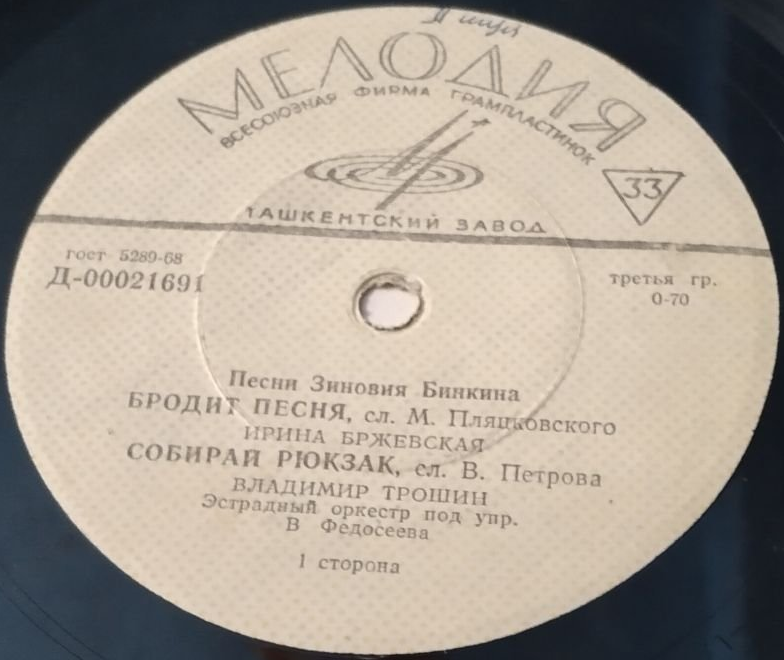 МЕЛОДИЯ
ВСЕСОЮЗНАЯ ФИРМА ГРАМПЛАСТИНОК
33
ТАШКЕНТСКИЙ ЗАВОД
гост 5289-68
Д-00021691
третья гр.
0-70
Песни Зиновия Бинкина
БРОДИТ ПЕСНЯ, сл. М. Пляцковского
ИРИНА БРЖЕВСКАЯ
СОБИРАЙ РЮКЗАК, сл. В. Петрова
ВЛАДИМИР ТРОШИН
Эстрадный оркестр под упр.
В Федосеева
1 сторона